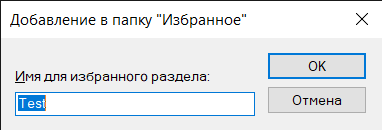 Добавление в папку "Избранное"
Имя для избранного раздела:
Test
OK
Отмена